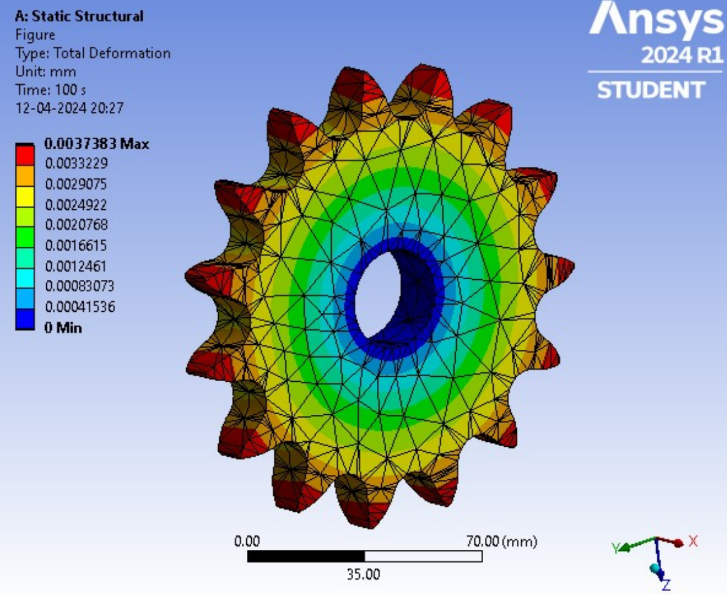 A: Static Structural
Figure
Type: Total Deformation
Unit: mm
Time: 100 s
12-04-2024 20:27
0.0037383 Max
0.0033229
0.0029075
0.0024922
0.0020768
0.0016615
0.0012461
0.00083073
0.00041536
0 Min
Ansys
2024 R1
STUDENT
0.00
70.00 (mm)
35.00
Y
X
Z